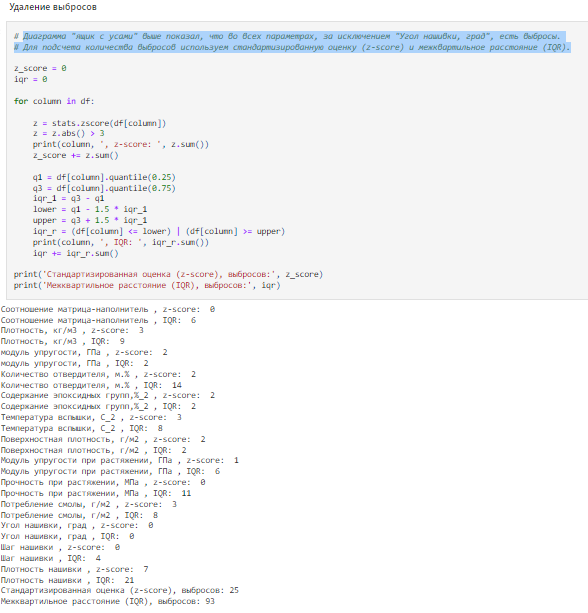 Удаление выбросов
# Диаграмма "ящик с усами" выше показал, что во всех параметрах, за исключением "Угол нашивки, град", есть выбросы.
# Для подсчета количества выбросов используем стандартизированную оценку (z-score) и межквартильное расстояние (IQR).
z_score = 0
iqr = 0
for column in df:
z = stats.zscore(df[column])
z = z.abs() > 3
print(column, ', z-score: ', z.sum())
z_score += z.sum()
q1 = df[column].quantile(0.25)
q3 = df[column].quantile(0.75)
iqr_1 = q3 - q1
lower = q1 - 1.5 * iqr_1
upper = q3 + 1.5 * iqr_1
iqr_r = (df[column] <= lower) | (df[column] >= upper)
print(column, ', IQR: ', iqr_r.sum())
iqr += iqr_r.sum()
print('Стандартизированная оценка (z-score), выбросов:', z_score)
print('Межквартильное расстояние (IQR), выбросов:', iqr)
Соотношение матрица-наполнитель , z-score:  0
Соотношение матрица-наполнитель , IQR:  6
Плотность, кг/м3 , z-score:  3
Плотность, кг/м3 , IQR:  9
модуль упругости, ГПа , z-score:  2
модуль упругости, ГПа , IQR:  2
Количество отвердителя, м.% , z-score:  2
Количество отвердителя, м.% , IQR:  14
Содержание эпоксидных групп,%_2 , z-score:  2
Содержание эпоксидных групп,%_2 , IQR:  2
Температура вспышки, С_2 , z-score:  3
Температура вспышки, С_2 , IQR:  8
Поверхностная плотность, г/м2 , z-score:  2
Поверхностная плотность, г/м2 , IQR:  2
Модуль упругости при растяжении, ГПа , z-score:  1
Модуль упругости при растяжении, ГПа , IQR:  6
Прочность при растяжении, МПа , z-score:  0
Прочность при растяжении, МПа , IQR:  11
Потребление смолы, г/м2 , z-score:  3
Потребление смолы, г/м2 , IQR:  8
Угол нашивки, град , z-score:  0
Угол нашивки, град , IQR:  0
Шаг нашивки , z-score:  0
Шаг нашивки , IQR:  4
Плотность нашивки , z-score:  7
Плотность нашивки , IQR:  21
Стандартизированная оценка (z-score), выбросов: 25
Межквартильное расстояние (IQR), выбросов: 93